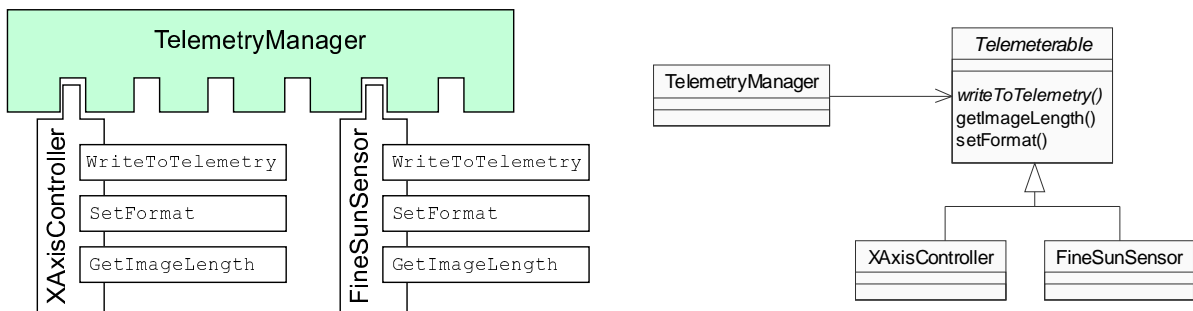 TelemetryManager
XAxisController
WriteToTelemetry
SetFormat
GetImageLength
FineSunSensor
WriteToTelemetry
SetFormat
GetImageLength
TelemetryManager
Telemeterable
writeToTelemetry()
getImageLength()
setFormat()
XAxisController
FineSunSensor